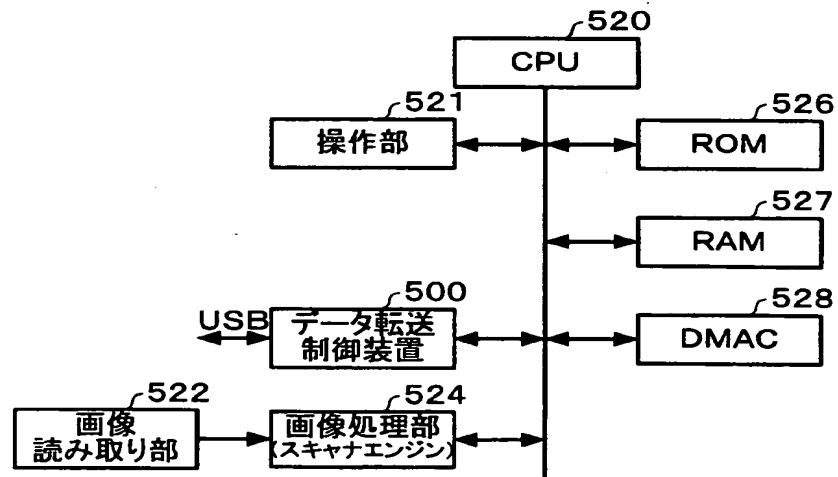 520
CPU
521
操作部
526
ROM
527
RAM
500
USB
データ転送
制御装置
528
DMAC
522
画像
読み取り部
524
画像処理部
(スキャナエンジン)